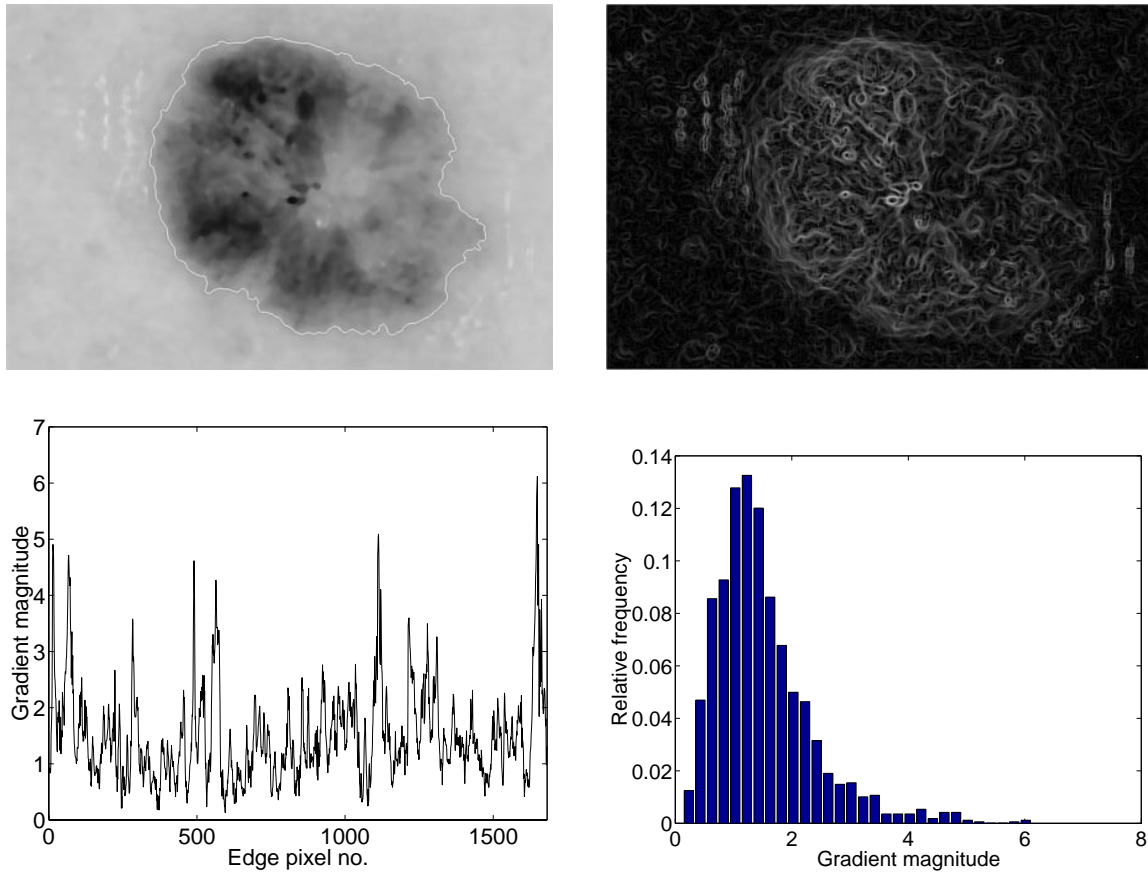 7
6
5
4
3
2
1
0
Gradient magnitude
0 500 1000 1500
Edge pixel no.
0.14
0.12
0.1
0.08
0.06
0.04
0.02
0
Relative frequency
0 2 4 6 8
Gradient magnitude